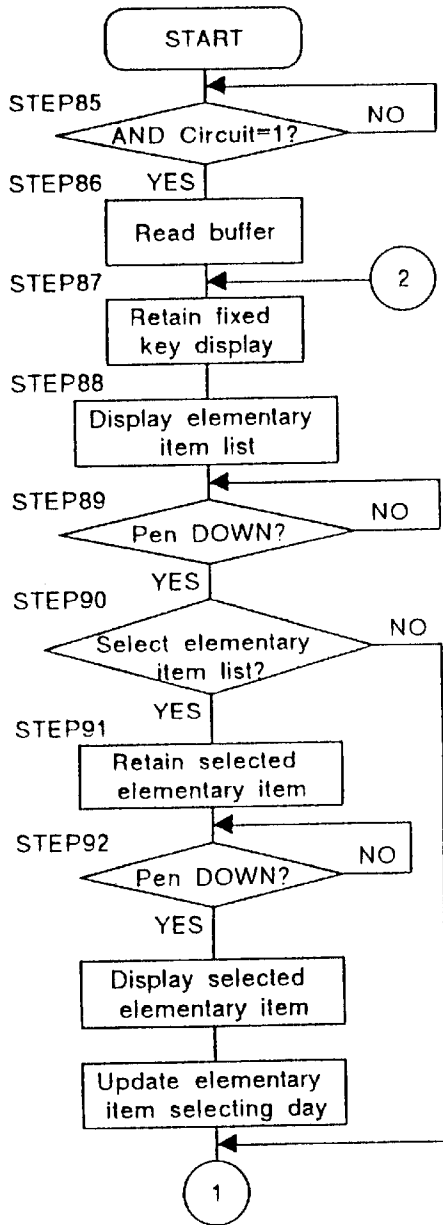 START
STEP85
NO
AND Circuit=1?
STEP86
YES
Read buffer
2
STEP87
Retain fixed
key display
STEP88
Display elementary
item list
STEP89
NO
Pen DOWN?
YES
STEP90
NO
Select elementary
item list?
YES
STEP91
Retain selected
elementary item
STEP92
NO
Pen DOWN?
YES
Display selected
elementary item
Update elementary
item selecting day
1